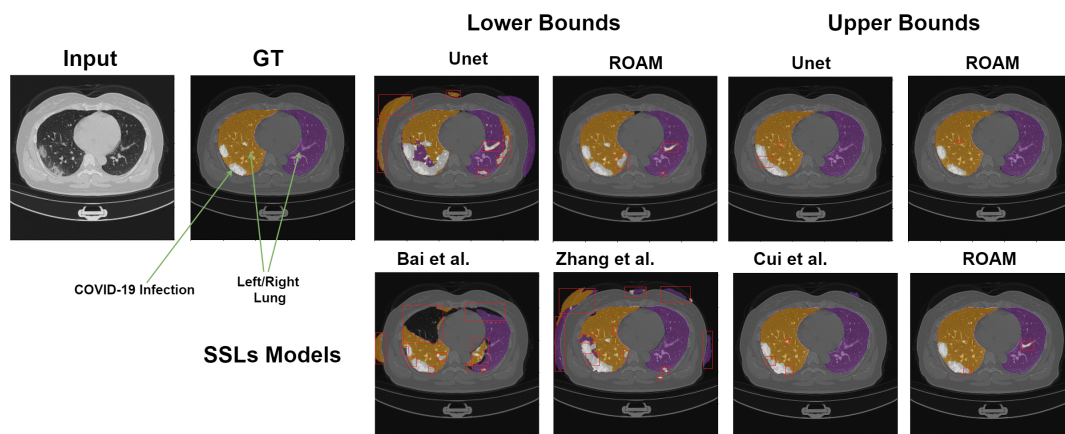 Lower Bounds
Upper Bounds
Input
GT
Unet
ROAM
Unet
ROAM
COVID-19 Infection
Left/Right
Lung
SSLs Models
Bai et al.
Zhang et al.
Cui et al.
ROAM